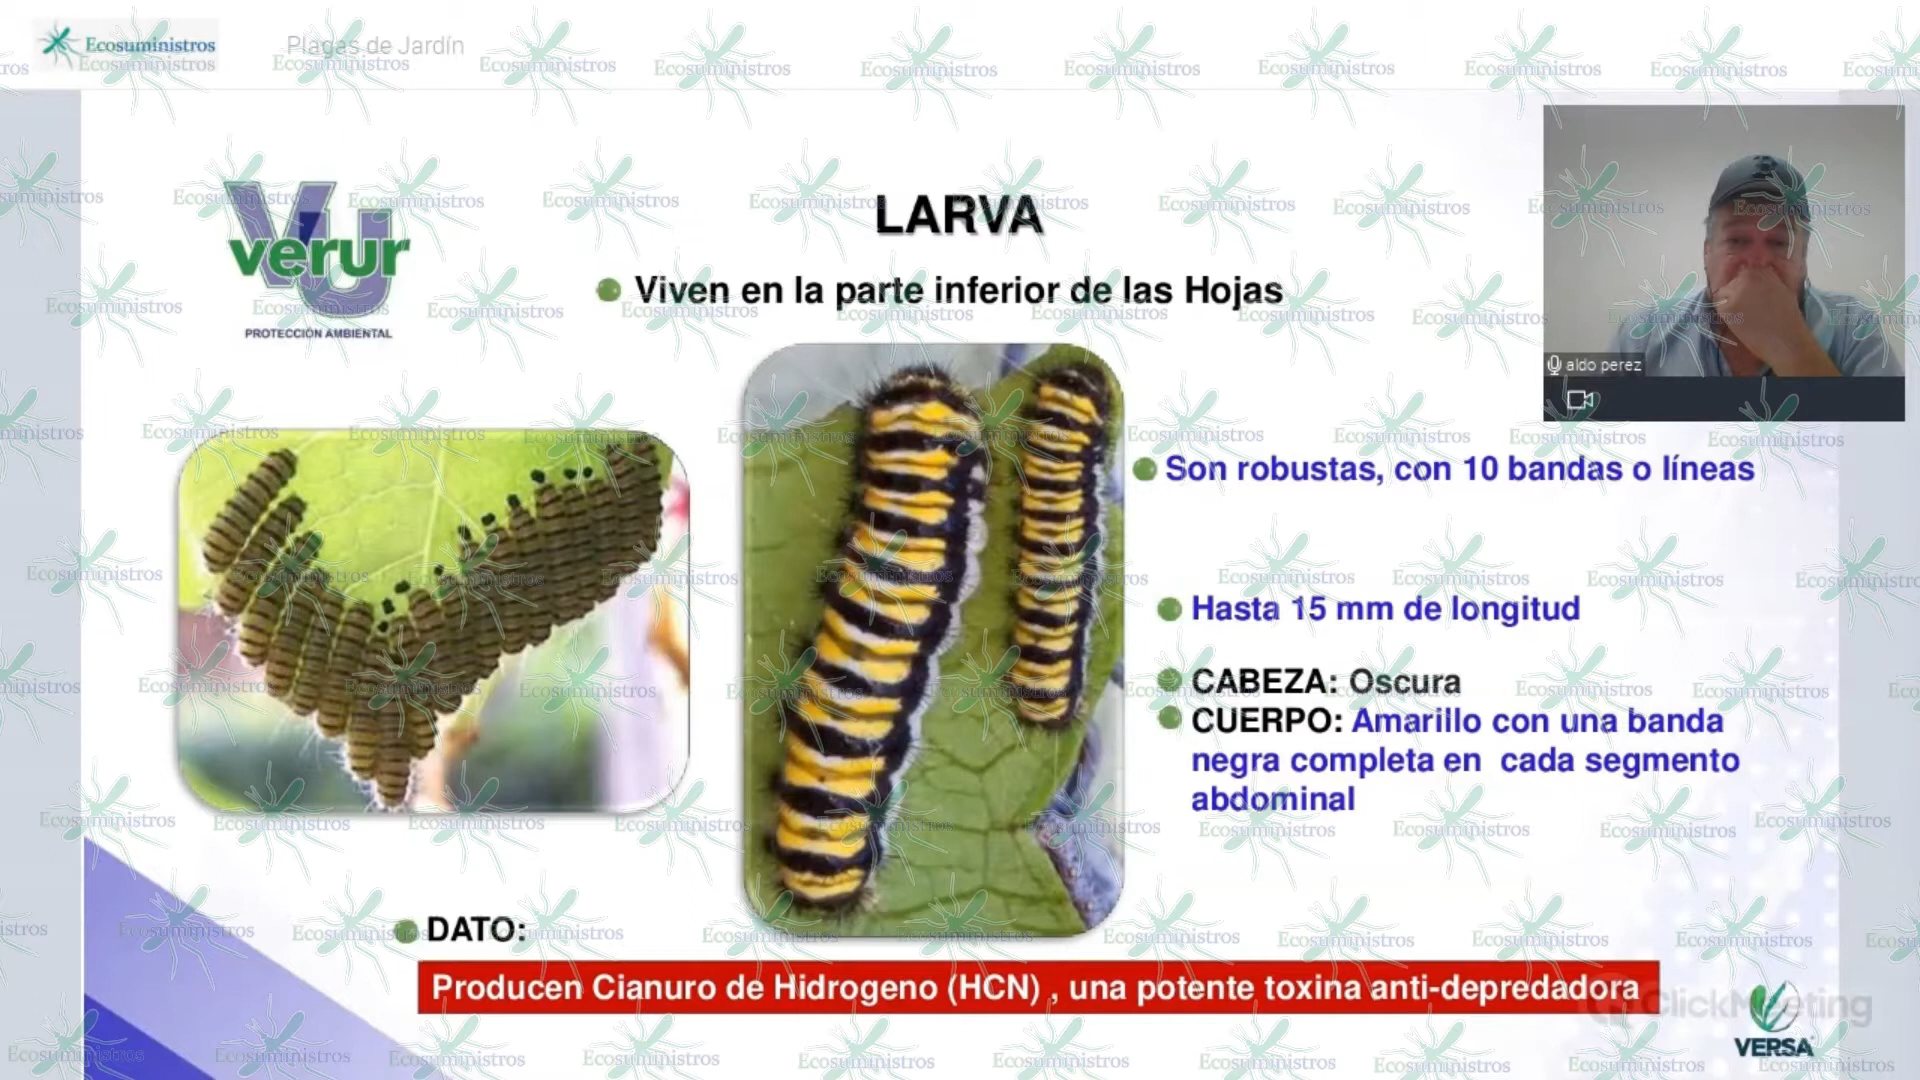 Ecosuministros
Plagas de Jardín
VU
verur
PROTECCIÓN AMBIENTAL
LARVA
Viven en la parte inferior de las Hojas
aldo perez
Son robustas, con 10 bandas o líneas
Hasta 15 mm de longitud
CABEZA: Oscura
CUERPO: Amarillo con una banda
negra completa en cada segmento
abdominal
DATO:
Producen Cianuro de Hidrogeno (HCN) , una potente toxina anti-depredadora
ClickMeeting
VERSA